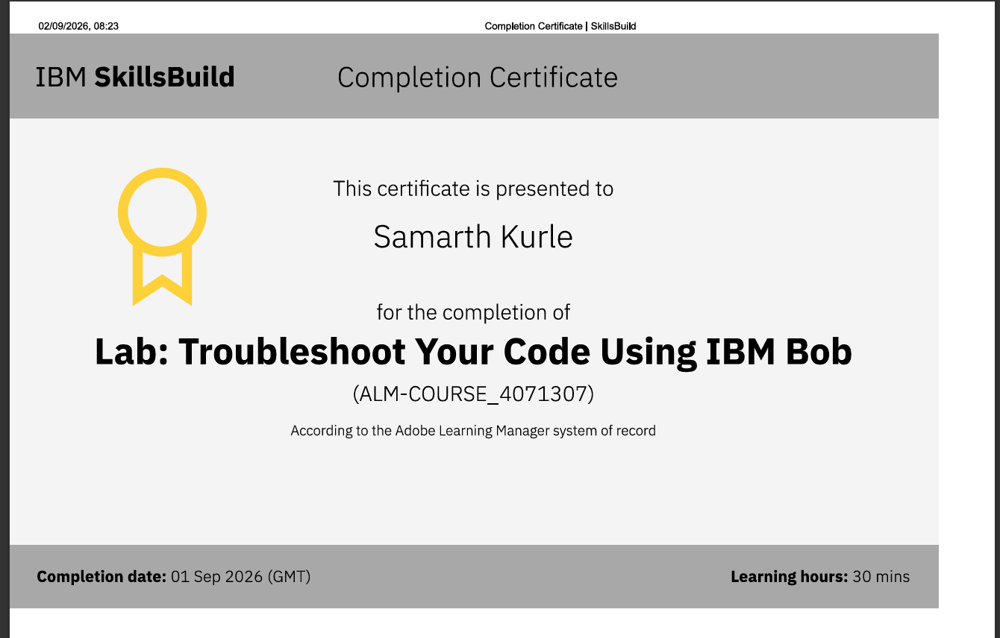 02/09/2026, 08:23 Completion Certificate | SkillsBuild
IBM SkillsBuild Completion Certificate
This certificate is presented to
Samarth Kurle
for the completion of
Lab: Troubleshoot Your Code Using IBM Bob
(ALM-COURSE_4071307)
According to the Adobe Learning Manager system of record
Completion date: 01 Sep 2026 (GMT) Learning hours: 30 mins